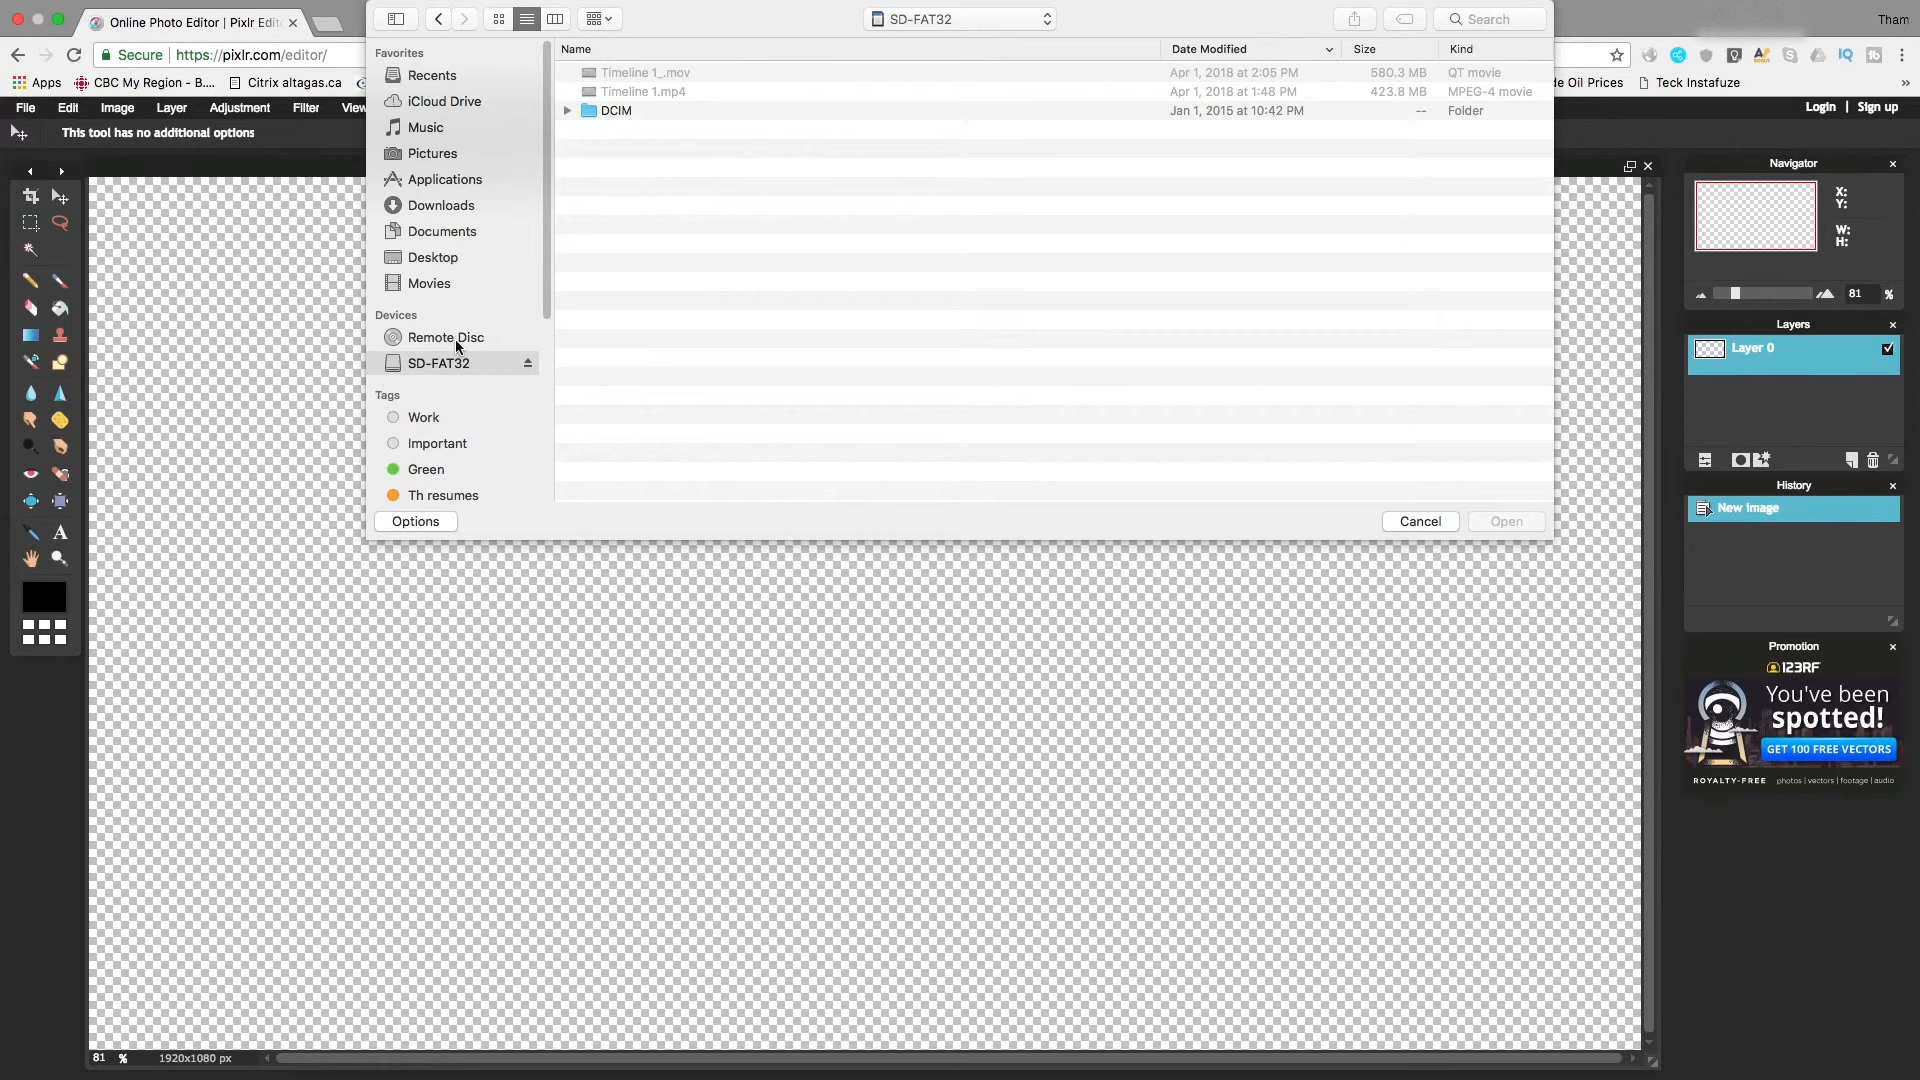 Online Photo Editor | Pixlr Edit
Tham
Secure https://pixlr.com/editor/
Apps
CBC My Region - B...
Citrix altagas.ca
de Oil Prices
Teck Instafuze
»
File Edit Image Layer Adjustment Filter View
Login | Sign up
This tool has no additional options
SD-FAT32
Search
Favorites
Recents
iCloud Drive
Music
Pictures
Applications
Downloads
Documents
Desktop
Movies
Devices
Remote Disc
SD-FAT32
Tags
Work
Important
Green
Th resumes
Name Date Modified Size Kind
Timeline 1_.mov Apr 1, 2018 at 2:05 PM 580.3 MB QT movie
Timeline 1.mp4 Apr 1, 2018 at 1:48 PM 423.8 MB MPEG-4 movie
DCIM Jan 1, 2015 at 10:42 PM -- Folder
Options
Cancel
Open
Navigator
X:
Y:
W:
H:
81 %
Layers
Layer 0
History
New image
Promotion
123RF
You've been
spotted!
GET 100 FREE VECTORS
ROYALTY-FREE photos | vectors | footage | audio
81 % 1920x1080 px